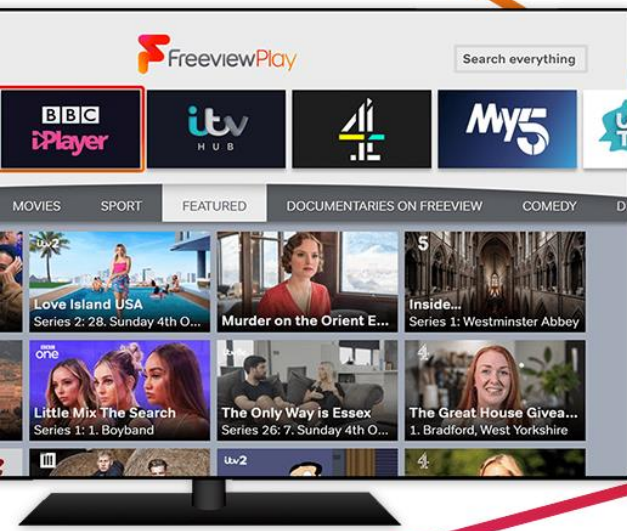 FreeviewPlay
Search everything
BBC
iPlayer
itv
HUB
4
My5
MOVIES
SPORT
FEATURED
DOCUMENTARIES ON FREEVIEW
COMEDY
D
itv2
Love Island USA
Series 2: 28. Sunday 4th O...
Murder on the Orient E...
5
Inside...
Series 1: Westminster Abbey
BBC
one
Little Mix The Search
Series 1: 1. Boyband
itvBe
The Only Way is Essex
Series 26: 7. Sunday 4th O...
4
The Great House Givea...
1. Bradford, West Yorkshire
itv2
4